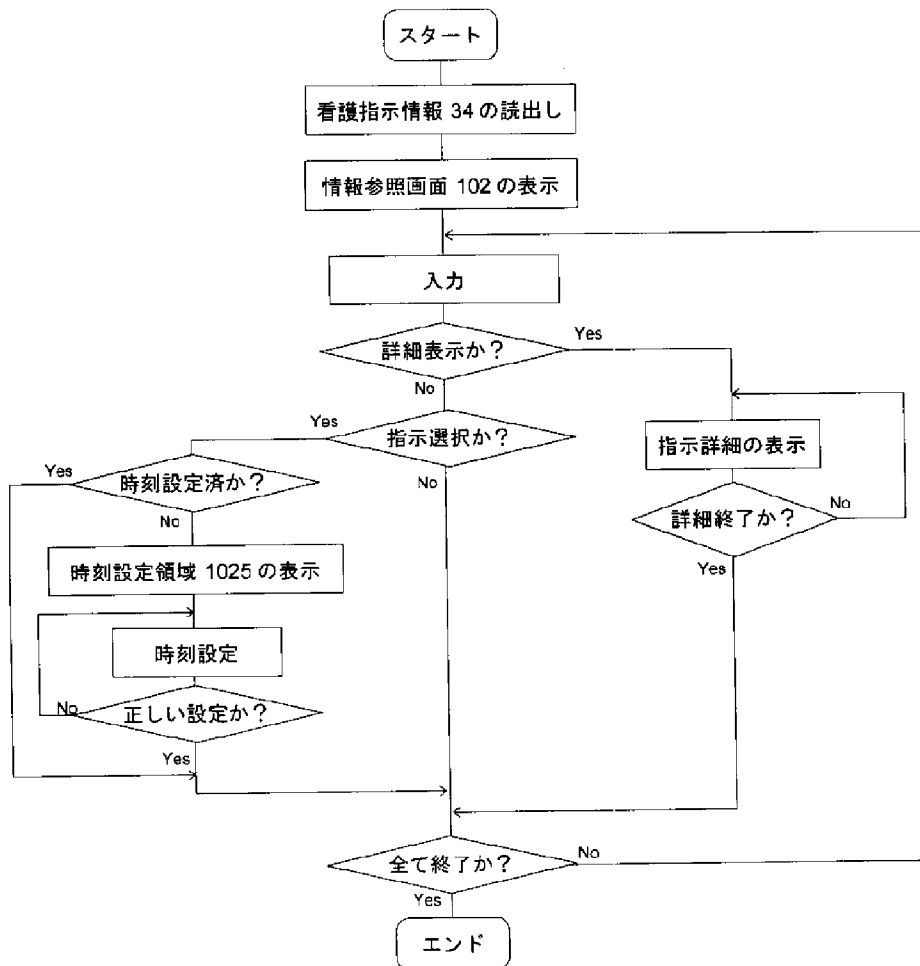 スタート
看護指示情報 34 の読出し
情報参照画面 102 の表示
入力
詳細表示か？
Yes
No
指示選択か？
Yes
No
指示詳細の表示
詳細終了か？
No
Yes
時刻設定済か？
Yes
No
時刻設定領域 1025 の表示
時刻設定
正しい設定か？
No
Yes
全て終了か？
No
Yes
エンド